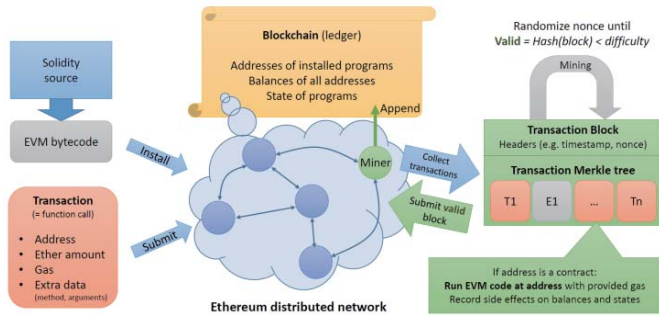 Solidity
source
EVM bytecode
Transaction
(= function call)
• Address
• Ether amount
• Gas
• Extra data
(method, arguments)
Install
Submit
Blockchain (ledger)
Addresses of installed programs
Balances of all addresses
State of programs
Append
Miner
Ethereum distributed network
Collect
transactions
Submit valid
block
Randomize nonce until
Valid = Hash(block) < difficulty
Mining
Transaction Block
Headers (e.g. timestamp, nonce)
Transaction Merkle tree
T1 E1 ... Tn
If address is a contract:
Run EVM code at address with provided gas
Record side effects on balances and states